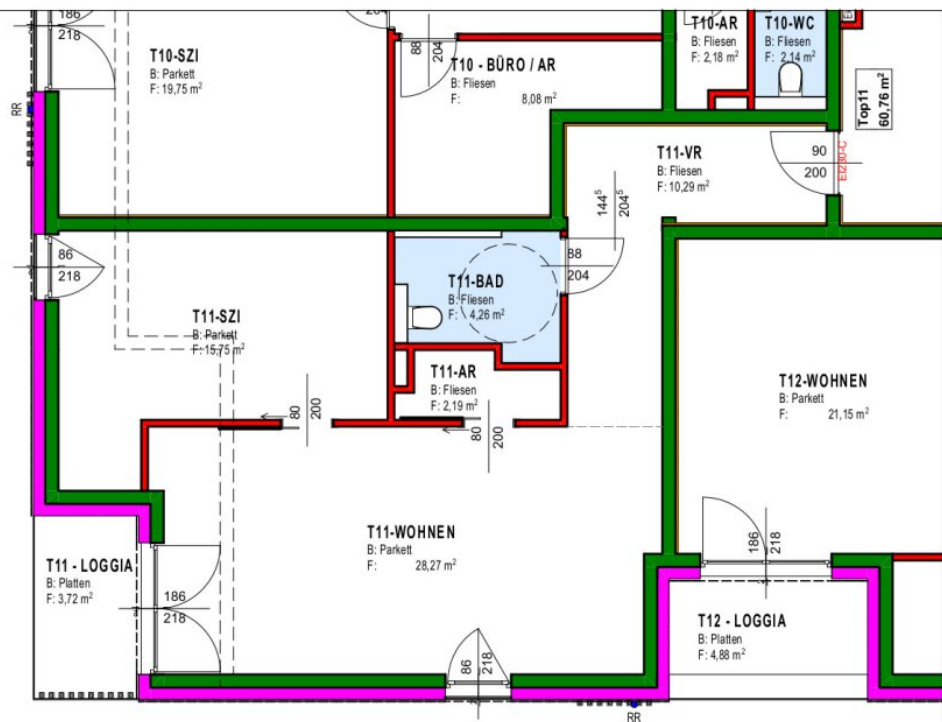 186
218
T10-SZI
B: Parkett
F: 19,75 m²
204
88
204
T10 - BÜRO / AR
B: Fliesen
F: 8,08 m²
T10-AR
B: Fliesen
F: 2,18 m²
T10-WC
B: Fliesen
F: 2,14 m²
Top11
60,76 m²
RR
T11-VR
B: Fliesen
F: 10,29 m²
90
200
EI230-C
144⁵
204⁵
86
218
88
204
T11-BAD
B: Fliesen
F: 4,26 m²
T11-SZI
B: Parkett
F: 15,75 m²
T11-AR
B: Fliesen
F: 2,19 m²
80
200
80
200
T12-WOHNEN
B: Parkett
F: 21,15 m²
T11-WOHNEN
B: Parkett
F: 28,27 m²
186
218
T11 - LOGGIA
B: Platten
F: 3,72 m²
186
218
T12 - LOGGIA
B: Platten
F: 4,88 m²
86
218
RR